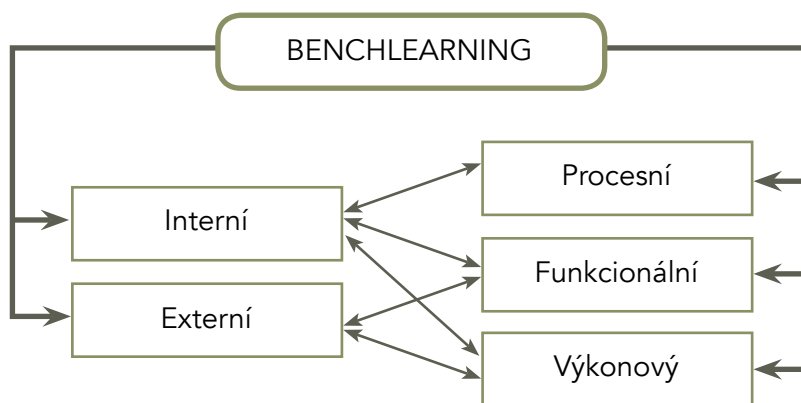 BENCHLEARNING
Procesní
Interní
Funkcionální
Externí
Výkonový